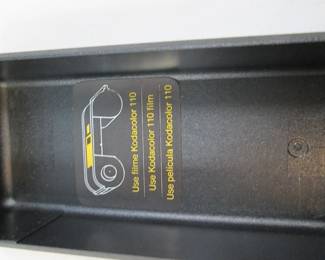 Use filme Kodacolor 110
Use Kodacolor 110 film
Use película Kodacolor 110